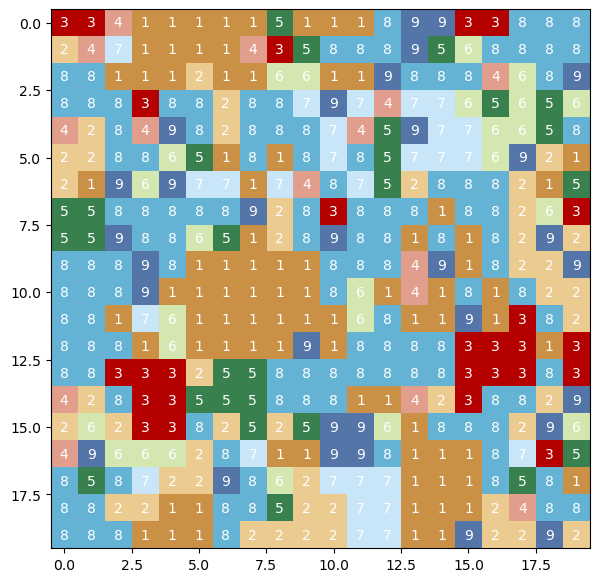 0.0 3 3 4 1 1 1 1 1 5 1 1 1 8 9 9 3 3 8 8 8
2 4 7 1 1 1 1 4 3 5 8 8 8 9 5 6 8 8 8 8
8 8 1 1 1 2 1 1 6 6 1 1 9 8 8 8 4 6 8 9
2.5
8 8 8 3 8 8 2 8 8 7 9 7 4 7 7 6 5 6 5 6
4 2 8 4 9 8 2 8 8 8 7 4 5 9 7 7 6 6 5 8
5.0 2 2 8 8 6 5 1 8 1 8 7 8 5 7 7 7 6 9 2 1
2 1 9 6 9 7 7 1 7 4 8 7 5 2 8 8 8 2 1 5
5 5 8 8 8 8 8 9 2 8 3 8 8 8 1 8 8 2 6 3
7.5
5 5 9 8 8 6 5 1 2 8 9 8 8 1 8 1 8 2 9 2
8 8 8 9 8 1 1 1 1 1 8 8 8 4 9 1 8 2 2 9
10.0 8 8 8 9 1 1 1 1 1 1 8 6 1 4 1 8 1 8 2 2
8 8 1 7 6 1 1 1 1 1 1 6 8 1 1 9 1 3 8 2
8 8 8 1 6 1 1 1 1 9 1 8 8 8 8 3 3 3 1 3
12.5
8 8 3 3 3 2 5 5 8 8 8 8 8 8 8 3 3 3 8 3
4 2 8 3 3 5 5 5 8 8 8 1 1 4 2 3 8 8 2 9
15.0 2 6 2 3 3 8 2 5 2 5 9 9 6 1 8 8 8 2 9 6
4 9 6 6 6 2 8 7 1 1 9 9 8 1 1 1 8 7 3 5
8 5 8 7 2 2 9 8 6 2 7 7 7 1 1 1 8 5 8 1
17.5
8 8 2 2 1 1 8 8 5 2 2 7 7 1 1 1 2 4 8 8
8 8 8 1 1 1 8 2 2 2 2 7 7 1 1 9 2 2 9 2
0.0 2.5 5.0 7.5 10.0 12.5 15.0 17.5